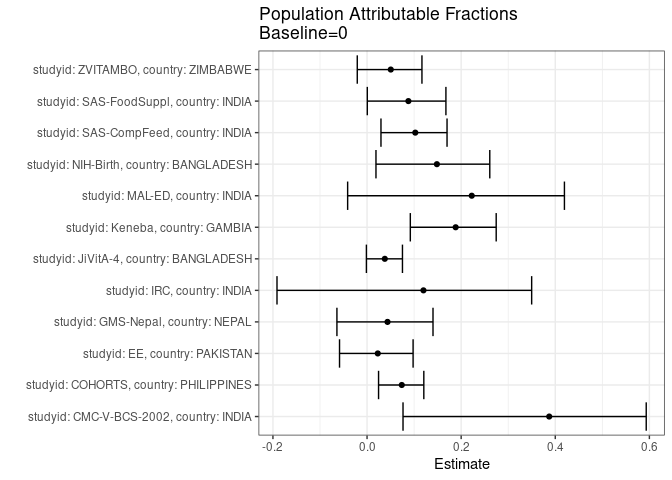 Population Attributable Fractions
Baseline=0
studyid: ZVITAMBO, country: ZIMBABWE
studyid: SAS-FoodSuppl, country: INDIA
studyid: SAS-CompFeed, country: INDIA
studyid: NIH-Birth, country: BANGLADESH
studyid: MAL-ED, country: INDIA
studyid: Keneba, country: GAMBIA
studyid: JiVitA-4, country: BANGLADESH
studyid: IRC, country: INDIA
studyid: GMS-Nepal, country: NEPAL
studyid: EE, country: PAKISTAN
studyid: COHORTS, country: PHILIPPINES
studyid: CMC-V-BCS-2002, country: INDIA
-0.2 0.0 0.2 0.4 0.6
Estimate